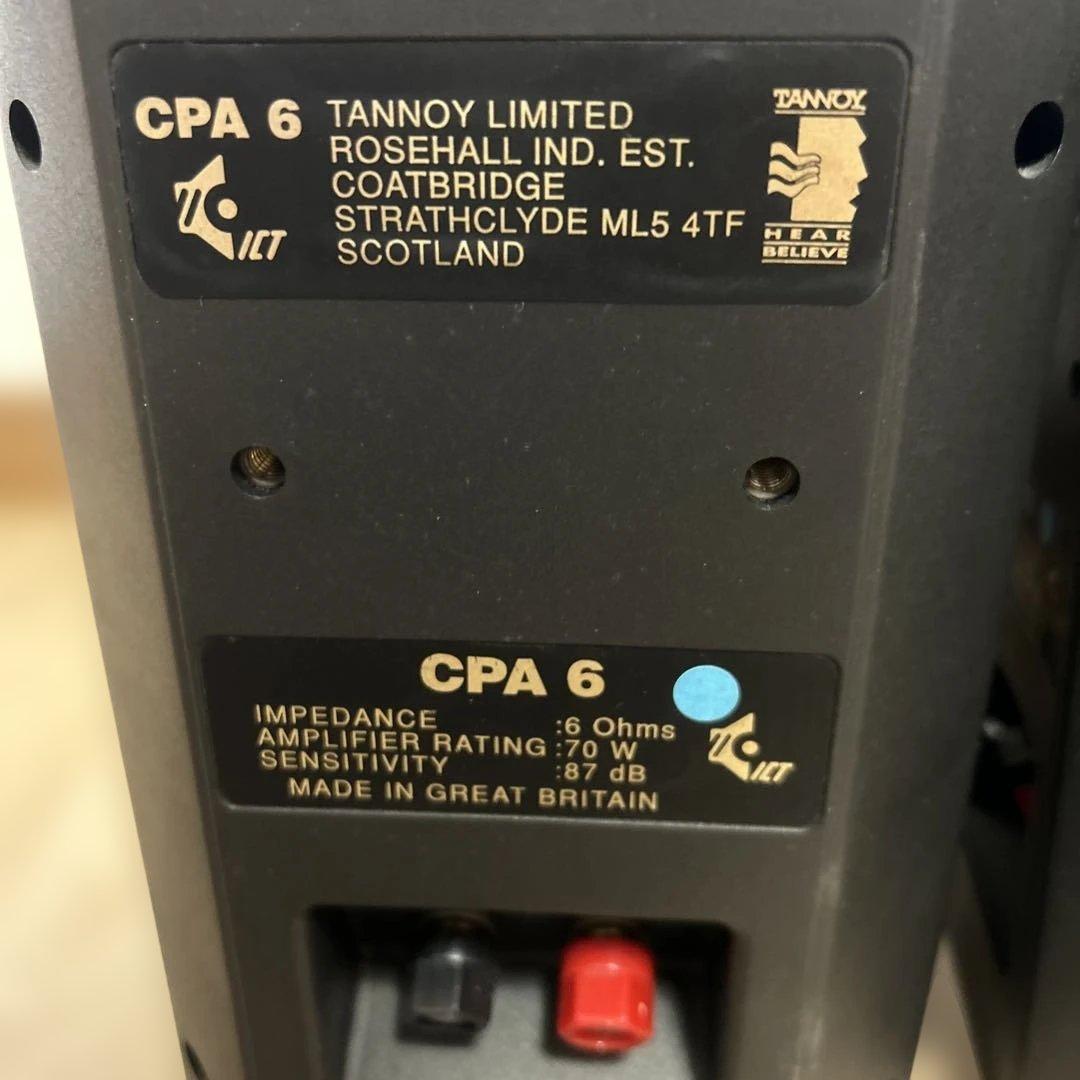 CPA 6
ICT
TANNOY LIMITED
ROSEHALL IND. EST.
COATBRIDGE
STRATHCLYDE ML5 4TF
SCOTLAND
TANNOY
HEAR
BELIEVE
CPA 6
IMPEDANCE :6 Ohms
AMPLIFIER RATING :70 W
SENSITIVITY :87 dB
MADE IN GREAT BRITAIN
ICT